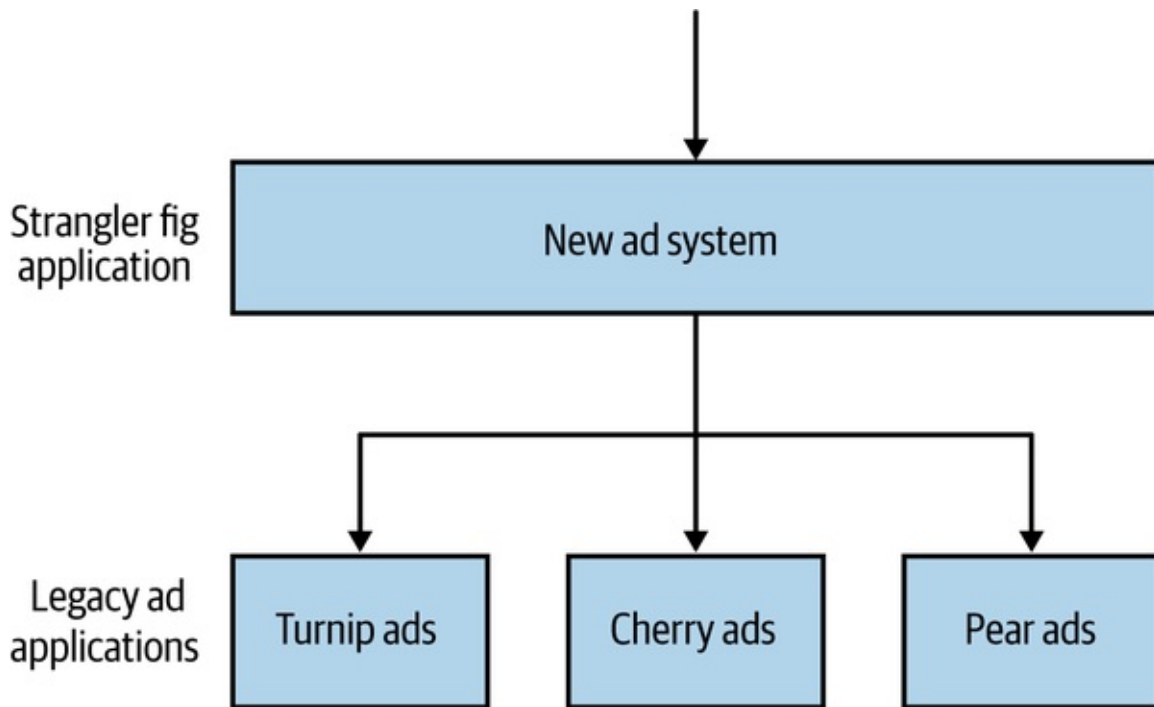 Strangler fig
application
New ad system
Legacy ad
applications
Turnip ads
Cherry ads
Pear ads